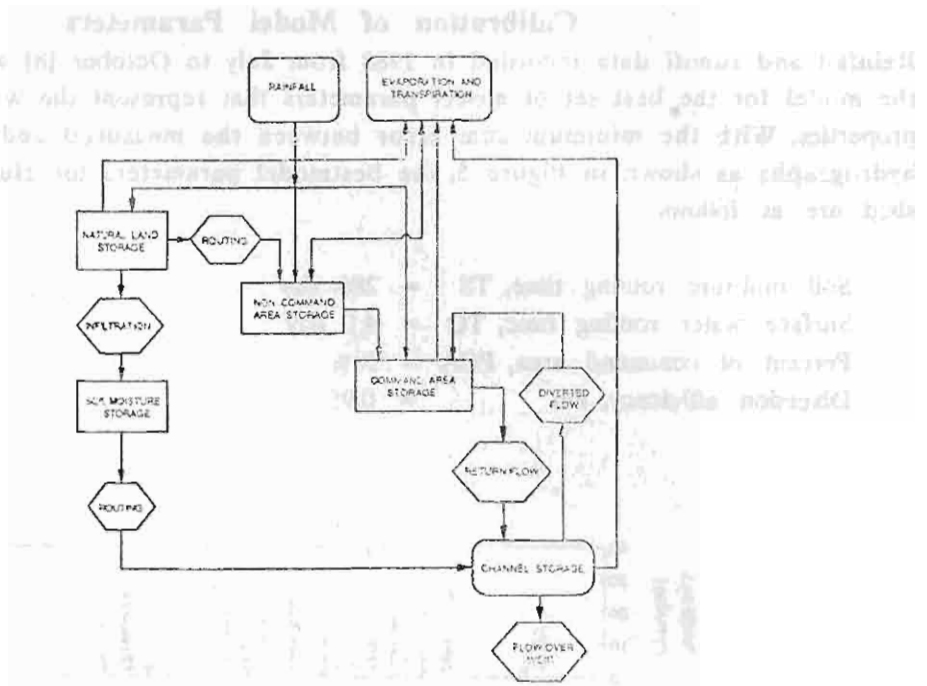 Calibration of Model Parameters
Rainfall and runoff data recorded in 1988 from July to October
the model for the best set of model parameters that represent the
properties. With the minimum error between the measured and
hydrographs as shown in Figure 5, the best model parameters for
shed are as follows
RAINFALL
EVAPORATION AND
TRANSPIRATION
NATURAL LAND
STORAGE
ROUTING
NON COMMAND
AREA STORAGE
INFILTRATION
COMMAND AREA
STORAGE
DIVERTED
FLOW
SOIL MOISTURE
STORAGE
RETURN FLOW
ROUTING
CHANNEL STORAGE
FLOW OVER
WEIR
Soil moisture routing time, TS =
Surface water routing time,
Percent of command area,
Diversion efficiency,